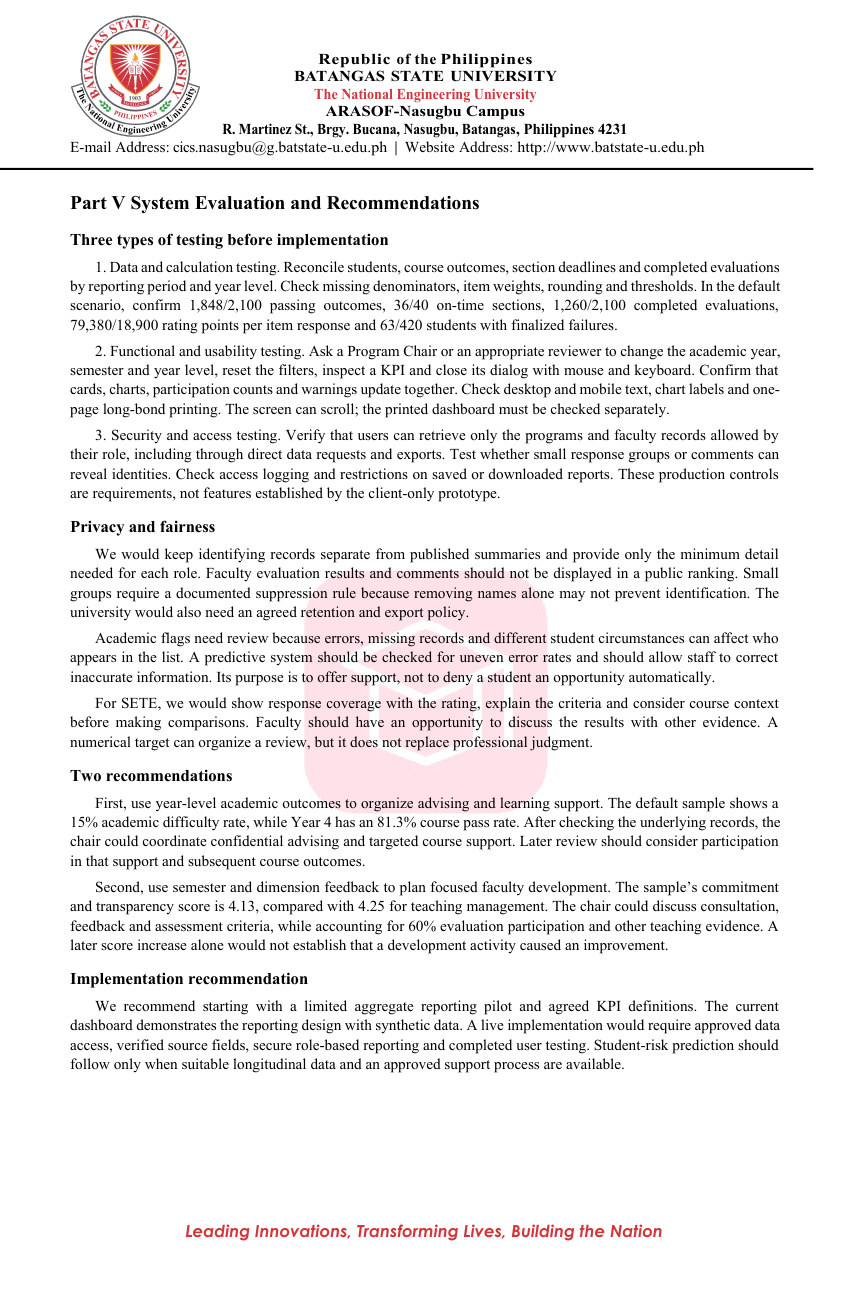 BATANGAS STATE UNIVERSITY
The National Engineering University
PHILIPPINES
1903
Republic of the Philippines
BATANGAS STATE UNIVERSITY
The National Engineering University
ARASOF-Nasugbu Campus
R. Martinez St., Brgy. Bucana, Nasugbu, Batangas, Philippines 4231
E-mail Address: cics.nasugbu@g.batstate-u.edu.ph | Website Address: http://www.batstate-u.edu.ph
Part V System Evaluation and Recommendations
Three types of testing before implementation
1. Data and calculation testing. Reconcile students, course outcomes, section deadlines and completed evaluations
by reporting period and year level. Check missing denominators, item weights, rounding and thresholds. In the default
scenario, confirm 1,848/2,100 passing outcomes, 36/40 on-time sections, 1,260/2,100 completed evaluations,
79,380/18,900 rating points per item response and 63/420 students with finalized failures.
2. Functional and usability testing. Ask a Program Chair or an appropriate reviewer to change the academic year,
semester and year level, reset the filters, inspect a KPI and close its dialog with mouse and keyboard. Confirm that
cards, charts, participation counts and warnings update together. Check desktop and mobile text, chart labels and one-
page long-bond printing. The screen can scroll; the printed dashboard must be checked separately.
3. Security and access testing. Verify that users can retrieve only the programs and faculty records allowed by
their role, including through direct data requests and exports. Test whether small response groups or comments can
reveal identities. Check access logging and restrictions on saved or downloaded reports. These production controls
are requirements, not features established by the client-only prototype.
Privacy and fairness
We would keep identifying records separate from published summaries and provide only the minimum detail
needed for each role. Faculty evaluation results and comments should not be displayed in a public ranking. Small
groups require a documented suppression rule because removing names alone may not prevent identification. The
university would also need an agreed retention and export policy.
Academic flags need review because errors, missing records and different student circumstances can affect who
appears in the list. A predictive system should be checked for uneven error rates and should allow staff to correct
inaccurate information. Its purpose is to offer support, not to deny a student an opportunity automatically.
For SETE, we would show response coverage with the rating, explain the criteria and consider course context
before making comparisons. Faculty should have an opportunity to discuss the results with other evidence. A
numerical target can organize a review, but it does not replace professional judgment.
Two recommendations
First, use year-level academic outcomes to organize advising and learning support. The default sample shows a
15% academic difficulty rate, while Year 4 has an 81.3% course pass rate. After checking the underlying records, the
chair could coordinate confidential advising and targeted course support. Later review should consider participation
in that support and subsequent course outcomes.
Second, use semester and dimension feedback to plan focused faculty development. The sample’s commitment
and transparency score is 4.13, compared with 4.25 for teaching management. The chair could discuss consultation,
feedback and assessment criteria, while accounting for 60% evaluation participation and other teaching evidence. A
later score increase alone would not establish that a development activity caused an improvement.
Implementation recommendation
We recommend starting with a limited aggregate reporting pilot and agreed KPI definitions. The current
dashboard demonstrates the reporting design with synthetic data. A live implementation would require approved data
access, verified source fields, secure role-based reporting and completed user testing. Student-risk prediction should
follow only when suitable longitudinal data and an approved support process are available.
Leading Innovations, Transforming Lives, Building the Nation